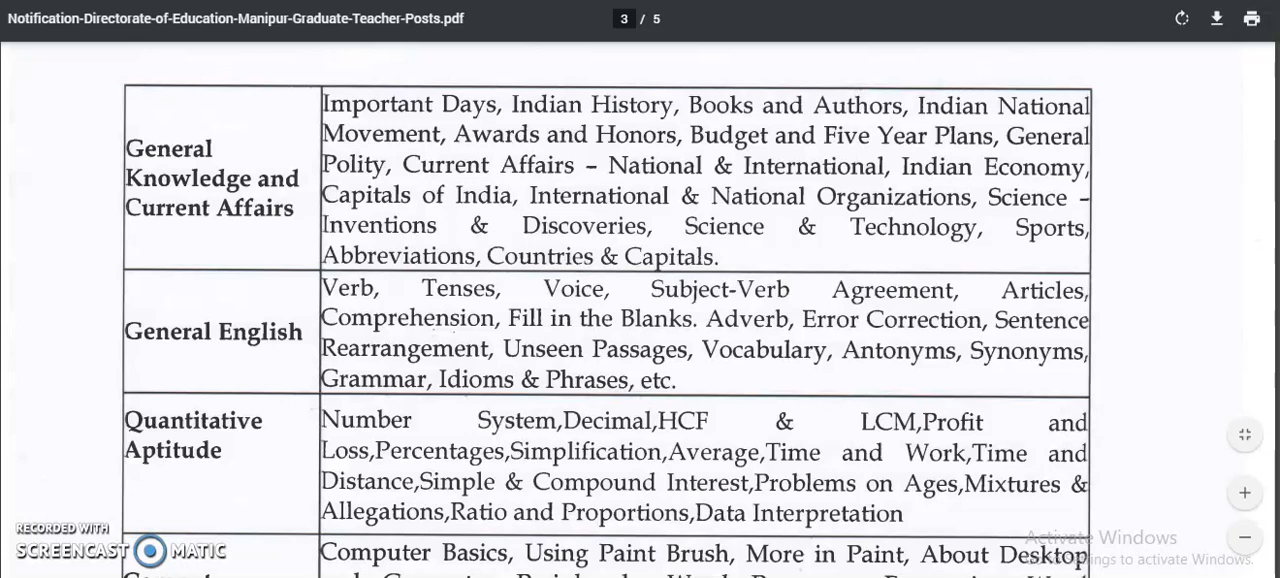 Notification-Directorate-of-Education-Manipur-Graduate-Teacher-Posts.pdf
3 / 5
General Knowledge and Current Affairs
Important Days, Indian History, Books and Authors, Indian National
Movement, Awards and Honors, Budget and Five Year Plans, General
Polity, Current Affairs – National & International, Indian Economy,
Capitals of India, International & National Organizations, Science –
Inventions & Discoveries, Science & Technology, Sports,
Abbreviations, Countries & Capitals.
General English
Verb, Tenses, Voice, Subject-Verb Agreement, Articles,
Comprehension, Fill in the Blanks. Adverb, Error Correction, Sentence
Rearrangement, Unseen Passages, Vocabulary, Antonyms, Synonyms,
Grammar, Idioms & Phrases, etc.
Quantitative Aptitude
Number System,Decimal,HCF & LCM,Profit and
Loss,Percentages,Simplification,Average,Time and Work,Time and
Distance,Simple & Compound Interest,Problems on Ages,Mixtures &
Allegations,Ratio and Proportions,Data Interpretation
Computer Basics, Using Paint Brush, More in Paint, About Desktop
RECORDED WITH
SCREENCAST MATIC
Activate Windows
Go to Settings to activate Windows.